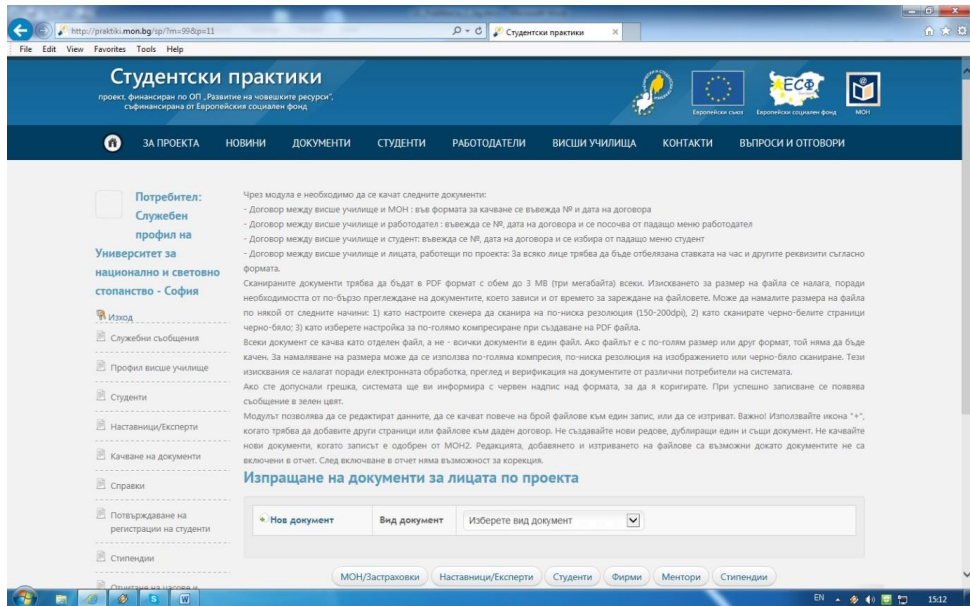 http://praktiki.mon.bg/sp/?m=99&p=11
Студентски практики
File Edit View Favorites Tools Help
Студентски практики
проект, финансиран по ОП „Развитие на човешките ресурси",
съфинансирана от Европейския социален фонд
Европейски съюз
ЕСФ
Европейски социален фонд
МОН
ЗА ПРОЕКТА НОВИНИ ДОКУМЕНТИ СТУДЕНТИ РАБОТОДАТЕЛИ ВИСШИ УЧИЛИЩА КОНТАКТИ ВЪПРОСИ И ОТГОВОРИ
Потребител:
Служебен
профил на
Университет за
национално и световно
стопанство - София
Изход
Служебни съобщения
Профил висше училище
Студенти
Наставници/Експерти
Качване на документи
Справки
Потвърждаване на
регистрации на студенти
Стипендии
Чрез модула е необходимо да се качат следните документи:
- Договор между висше училище и МОН : във формата за качване се въвежда № и дата на договора
- Договор между висше училище и работодател : въвежда се №, дата на договора и се посочва от падащо меню работодател
- Договор между висше училище и студент: въвежда се №, дата на договора и се избира от падащо меню студент
- Договор между висше училище и лицата, работещи по проекта: За всяко лице трябва да бъде отбелязана ставката на час и другите реквизити съгласно
формата.
Сканираните документи трябва да бъдат в PDF формат с обем до 3 MB (три мегабайта) всеки. Изискването за размер на файла се налага, поради
необходимостта от по-бързо преглеждане на документите, което зависи и от времето за зареждане на файловете. Може да намалите размера на файла
по някой от следните начини: 1) като настроите скенера да сканира на по-ниска резолюция (150-200dpi), 2) като сканирате черно-белите страници
черно-бяло; 3) като изберете настройка за по-голямо компресиране при създаване на PDF файла.
Всеки документ се качва като отделен файл, а не - всички документи в един файл. Ако файлът е с по-голям размер или друг формат, той няма да бъде
качен. За намаляване на размера може да се използва по-голяма компресия, по-ниска резолюция на изображението или черно-бяло сканиране. Тези
изисквания се налагат поради електронната обработка, преглед и верификация на документите от различни потребители на системата.
Ако сте допуснали грешка, системата ще ви информира с червен надпис над формата, за да я коригирате. При успешно записване се появява
съобщение в зелен цвят.
Модулът позволява да се редактират данните, да се качват повече на брой файлове към един запис, или да се изтриват. Важно! Използвайте икона "+",
когато трябва да добавите други страници или файлове към даден договор. Не създавайте нови редове, дублиращи един и същи документ. Не качвайте
нови документи, когато записът е одобрен от МОН2. Редакцията, добавянето и изтриването на файлове са възможни докато документите не са
включени в отчет. След включване в отчет няма възможност за корекция.
Изпращане на документи за лицата по проекта
Нов документ Вид документ Изберете вид документ
МОН/Застраховки Наставници/Експерти Студенти Фирми Ментори Стипендии
EN 15:12